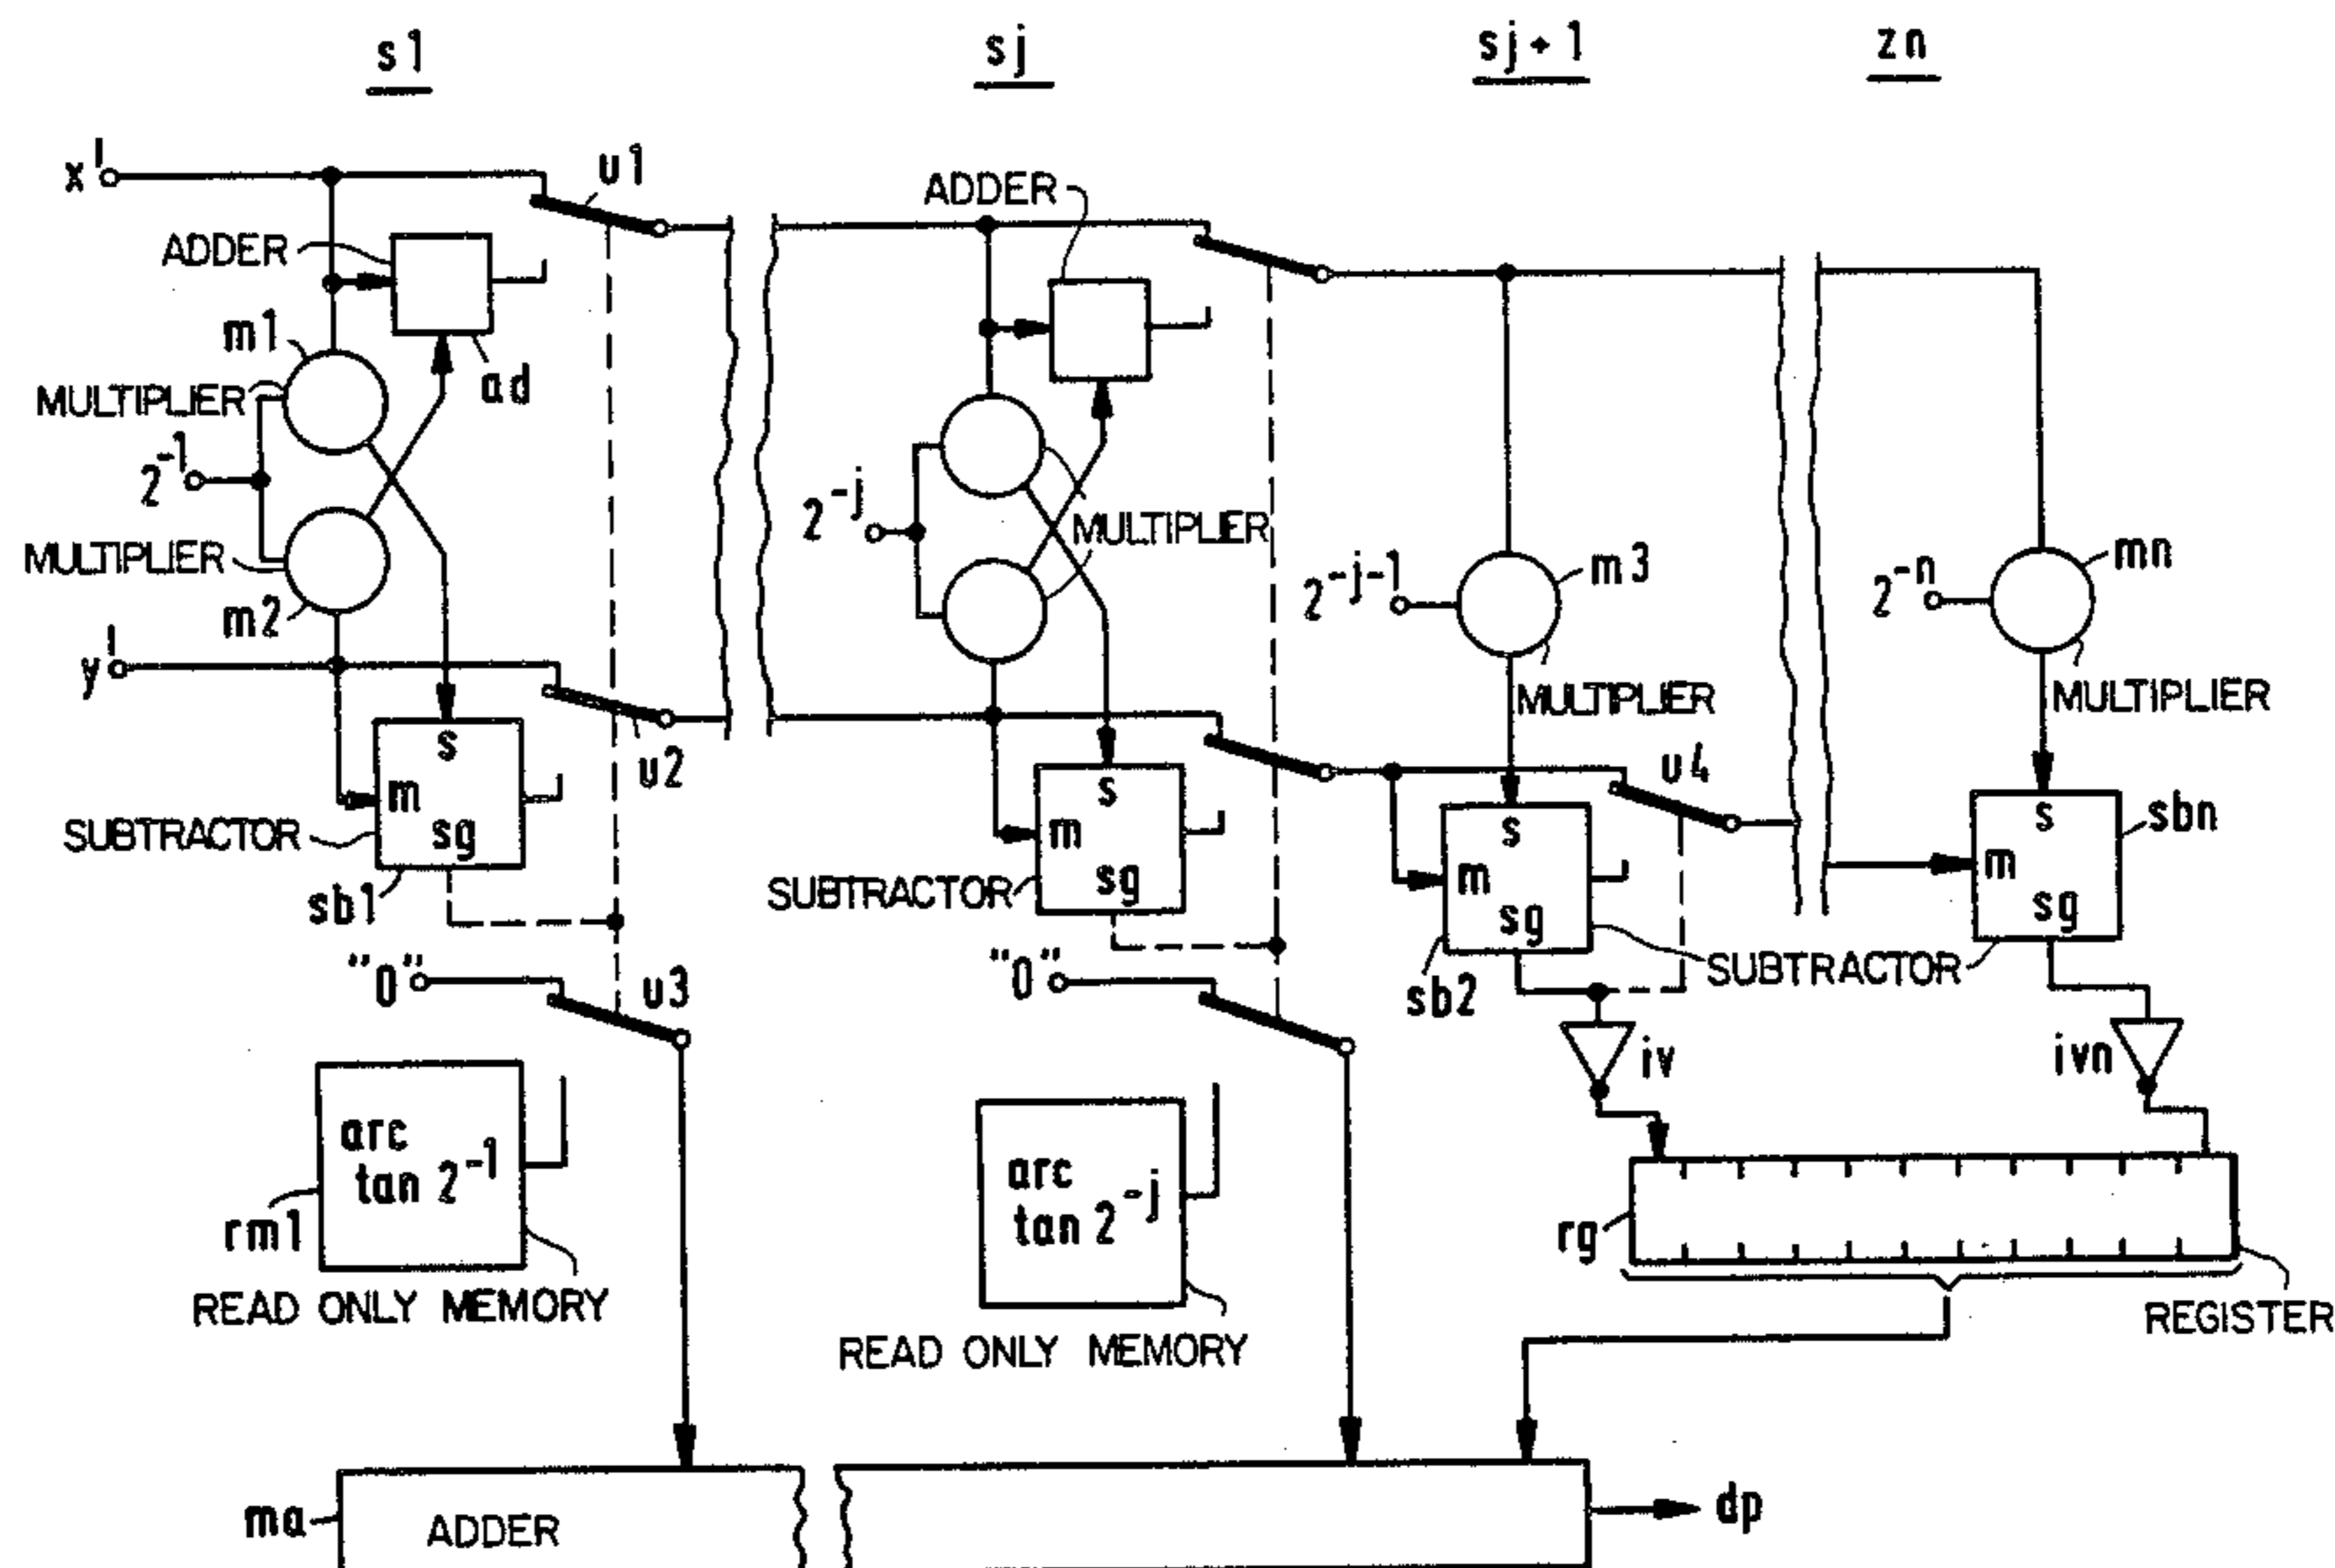 s1
sj
sj+1
zn
x'
u1
ADDER
ADDER
m1
ad
MULTIPLIER
2^-1
2^-j
MULTIPLIER
MULTIPLIER
m2
2^-j-1
m3
2^-n
mn
MULTIPLIER
MULTIPLIER
y'
u2
u4
s
m
sg
SUBTRACTOR
sb1
s
m
sg
SUBTRACTOR
s
m
sg
sb2
SUBTRACTOR
s
m
sg
sbn
"0"
u3
"0"
iv
ivn
arc
tan 2^-1
rm1
READ ONLY MEMORY
arc
tan 2^-j
READ ONLY MEMORY
rg
REGISTER
ma
ADDER
dp